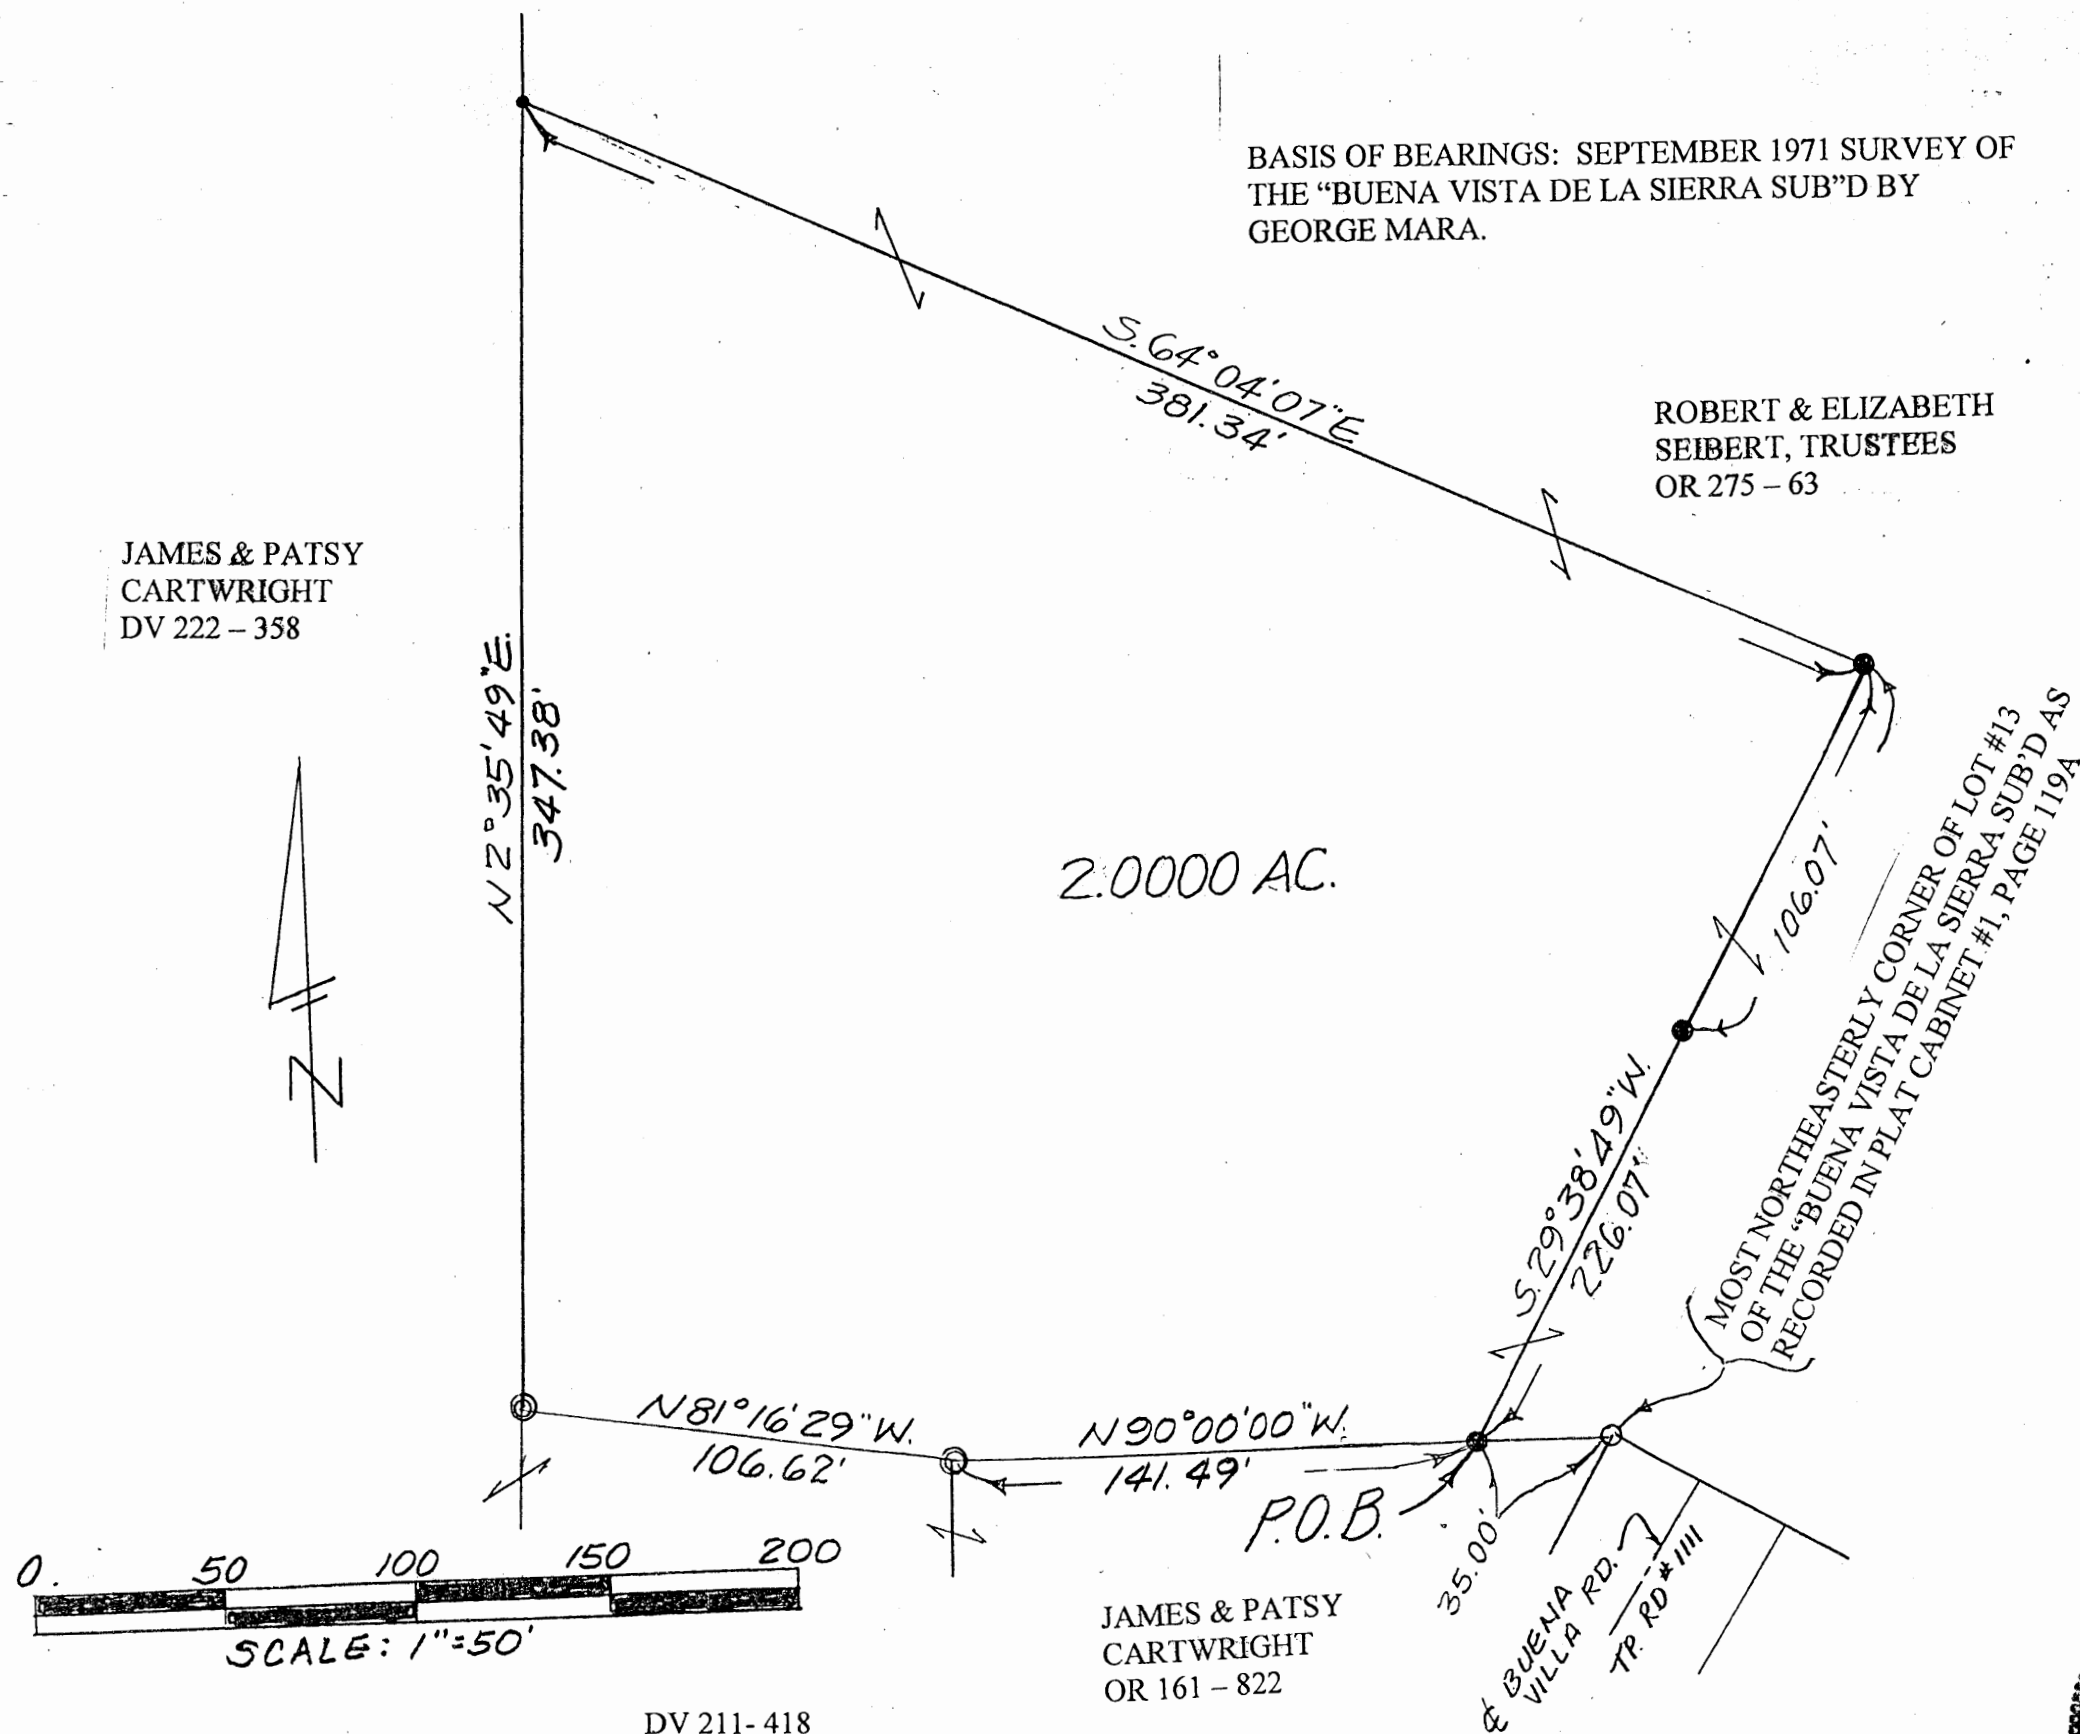 BASIS OF BEARINGS: SEPTEMBER 1971 SURVEY OF
THE “BUENA VISTA DE LA SIERRA SUB”D BY
GEORGE MARA.
S. 64° 04' 07" E
381.34'
ROBERT & ELIZABETH
SEIBERT, TRUSTEES
OR 275 – 63
JAMES & PATSY
CARTWRIGHT
DV 222 – 358
N 2° 35' 49" E.
347.38'
2.0000 AC.
106.07'
MOST NORTHEASTERLY CORNER OF LOT #13
OF THE “BUENA VISTA DE LA SIERRA SUB'D AS
RECORDED IN PLAT CABINET #1, PAGE 119A
S. 29° 38' 49" W.
226.07'
N
N 81° 16' 29" W.
106.62'
N 90° 00' 00" W.
141.49'
P.O.B.
35.00'
℄ BUENA
VILLA RD.
TP. RD # 1111
0. 50 100 150 200
SCALE: 1"=50'
JAMES & PATSY
CARTWRIGHT
OR 161 – 822
DV 211- 418